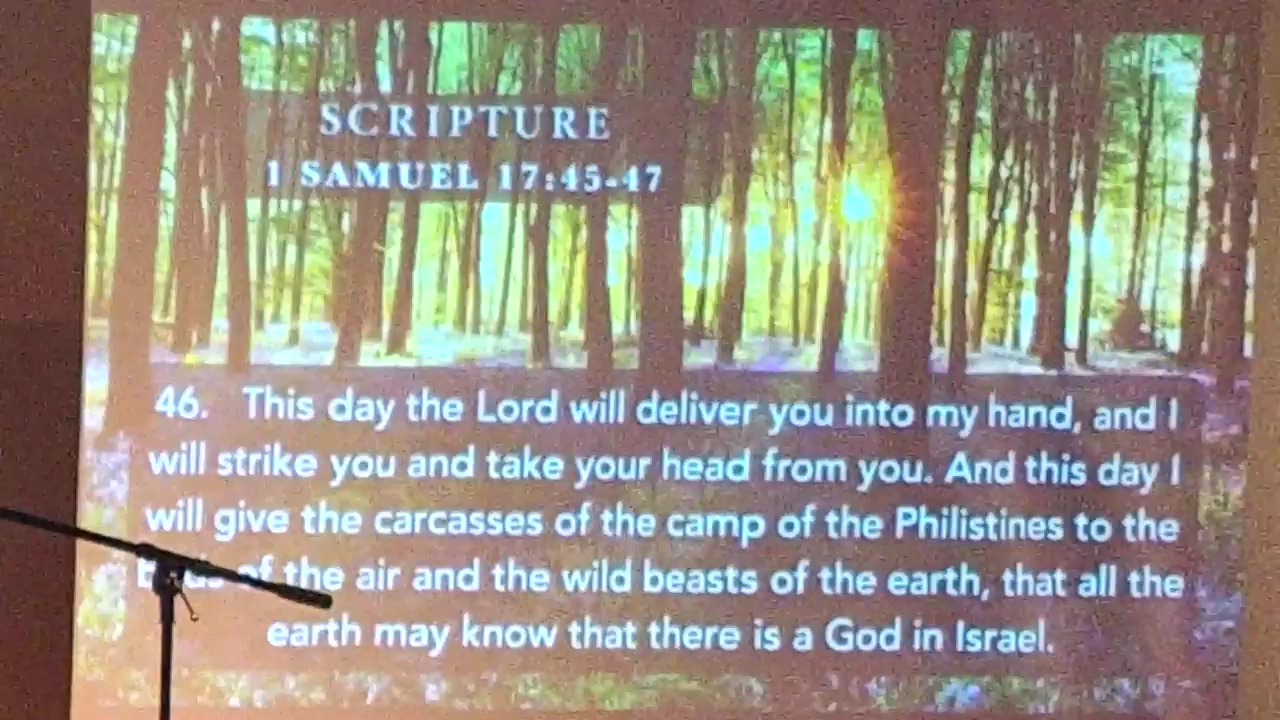 SCRIPTURE
1 SAMUEL 17:45-47
46. This day the Lord will deliver you into my hand, and I
will strike you and take your head from you. And this day I
will give the carcasses of the camp of the Philistines to the
of the air and the wild beasts of the earth, that all the
earth may know that there is a God in Israel.